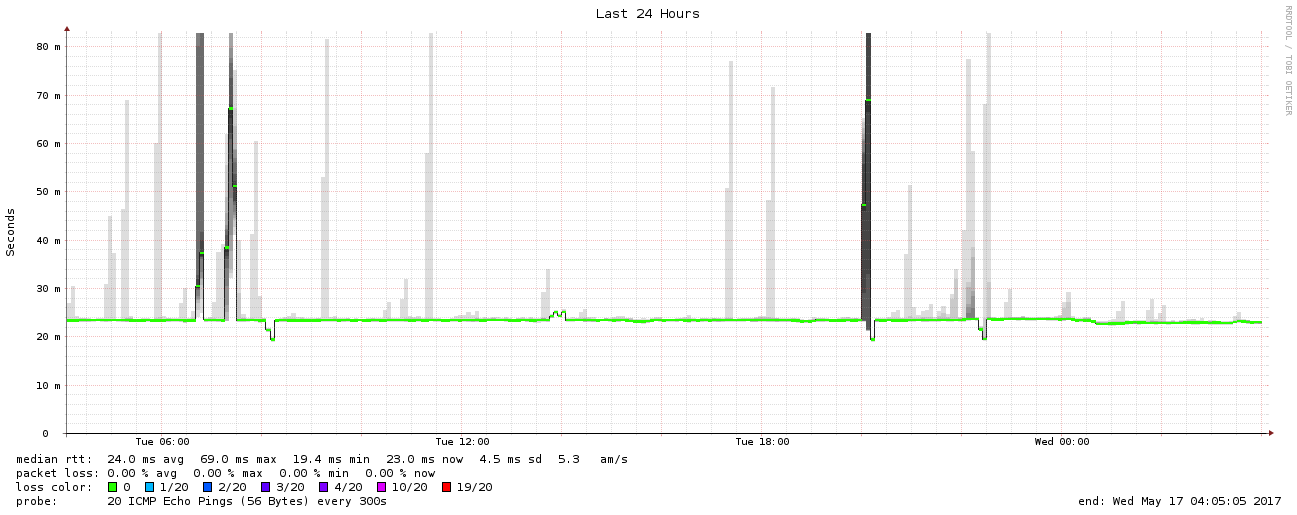 Last 24 Hours
RRDTOOL / TOBI OETIKER
Seconds
80 m
70 m
60 m
50 m
40 m
30 m
20 m
10 m
0
Tue 06:00 Tue 12:00 Tue 18:00 Wed 00:00
median rtt: 24.0 ms avg 69.0 ms max 19.4 ms min 23.0 ms now 4.5 ms sd 5.3 am/s
packet loss: 0.00 % avg 0.00 % max 0.00 % min 0.00 % now
loss color: 0 1/20 2/20 3/20 4/20 10/20 19/20
probe: 20 ICMP Echo Pings (56 Bytes) every 300s end: Wed May 17 04:05:05 2017